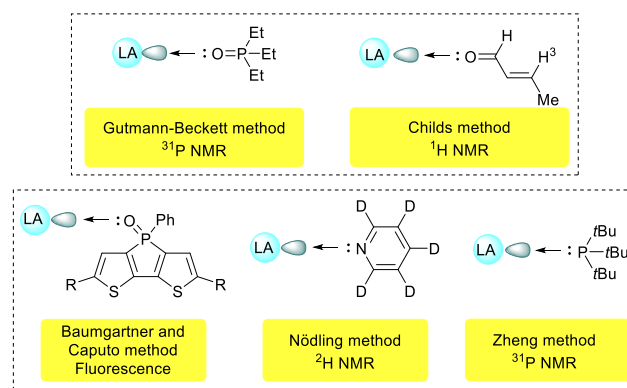 LA :O=P Et Et Et
LA :O H H³ Me
Gutmann-Beckett method
³¹P NMR
Childs method
¹H NMR
LA :O Ph P R S S R
LA :N D D D D D
LA :P tBu tBu tBu
Baumgartner and
Caputo method
Fluorescence
Nödling method
²H NMR
Zheng method
³¹P NMR